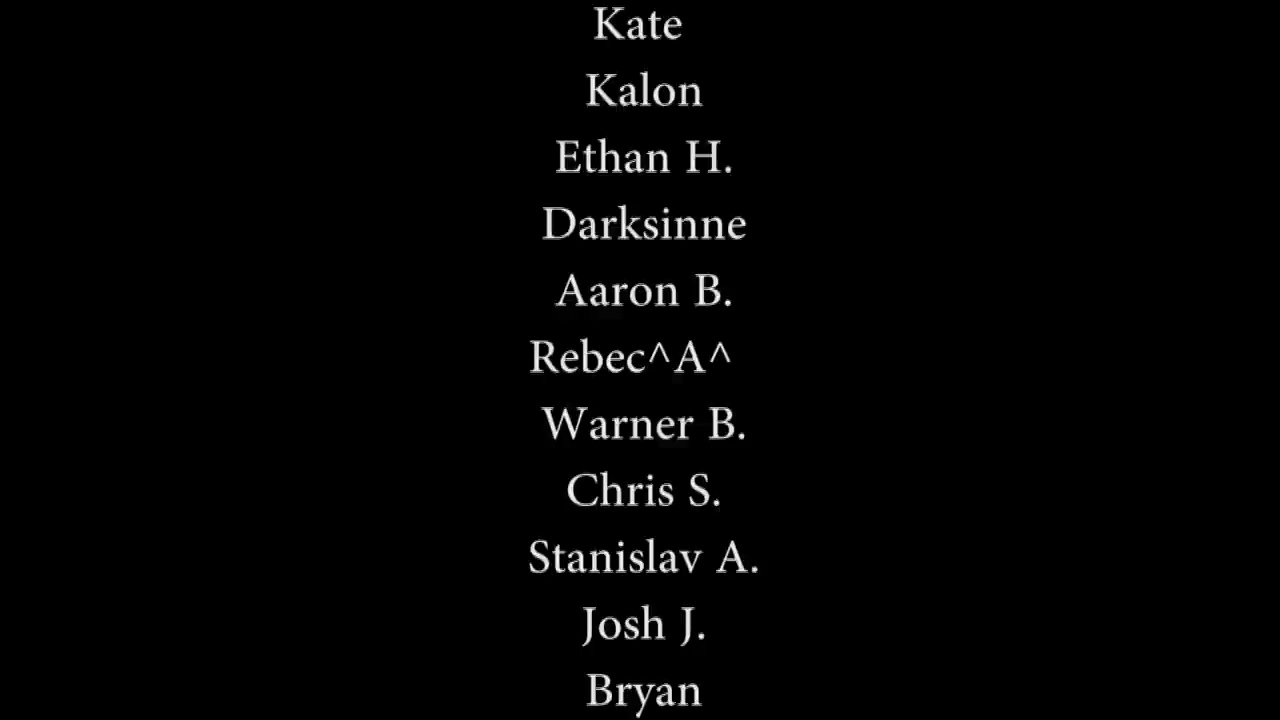 Kate
Kalon
Ethan H.
Darksinne
Aaron B.
Rebec^A^
Warner B.
Chris S.
Stanislav A.
Josh J.
Bryan